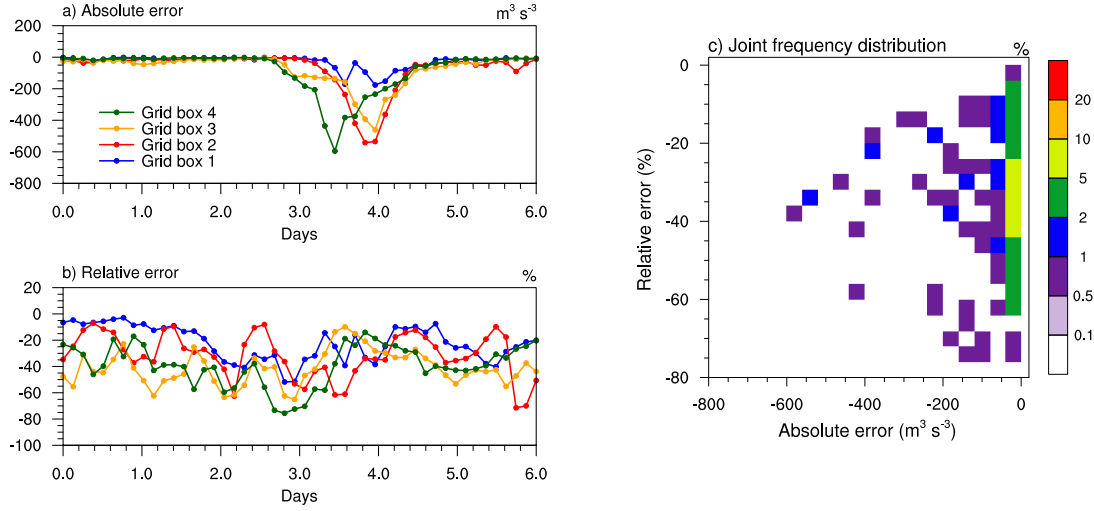 a) Absolute error
m³ s⁻³
200
0
-200
-400
-600
-800
Grid box 4
Grid box 3
Grid box 2
Grid box 1
0.0 1.0 2.0 3.0 4.0 5.0 6.0
Days
b) Relative error
%
20
0
-20
-40
-60
-80
-100
0.0 1.0 2.0 3.0 4.0 5.0 6.0
Days
c) Joint frequency distribution
%
Relative error (%)
0
-20
-40
-60
-80
-800 -600 -400 -200 0
Absolute error (m³ s⁻³)
20
10
5
2
1
0.5
0.1